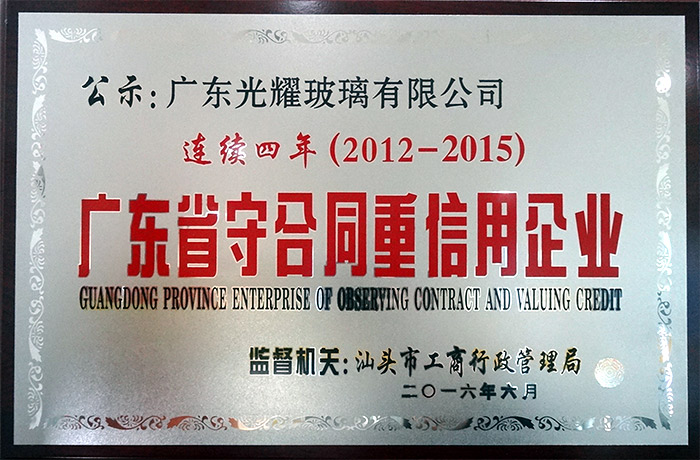 公示：广东光耀玻璃有限公司
连续四年(2012-2015)
广东省守合同重信用企业
GUANGDONG PROVINCE ENTERPRISE OF OBSERVING CONTRACT AND VALUING CREDIT
监督机关：汕头市工商行政管理局
二〇一六年六月